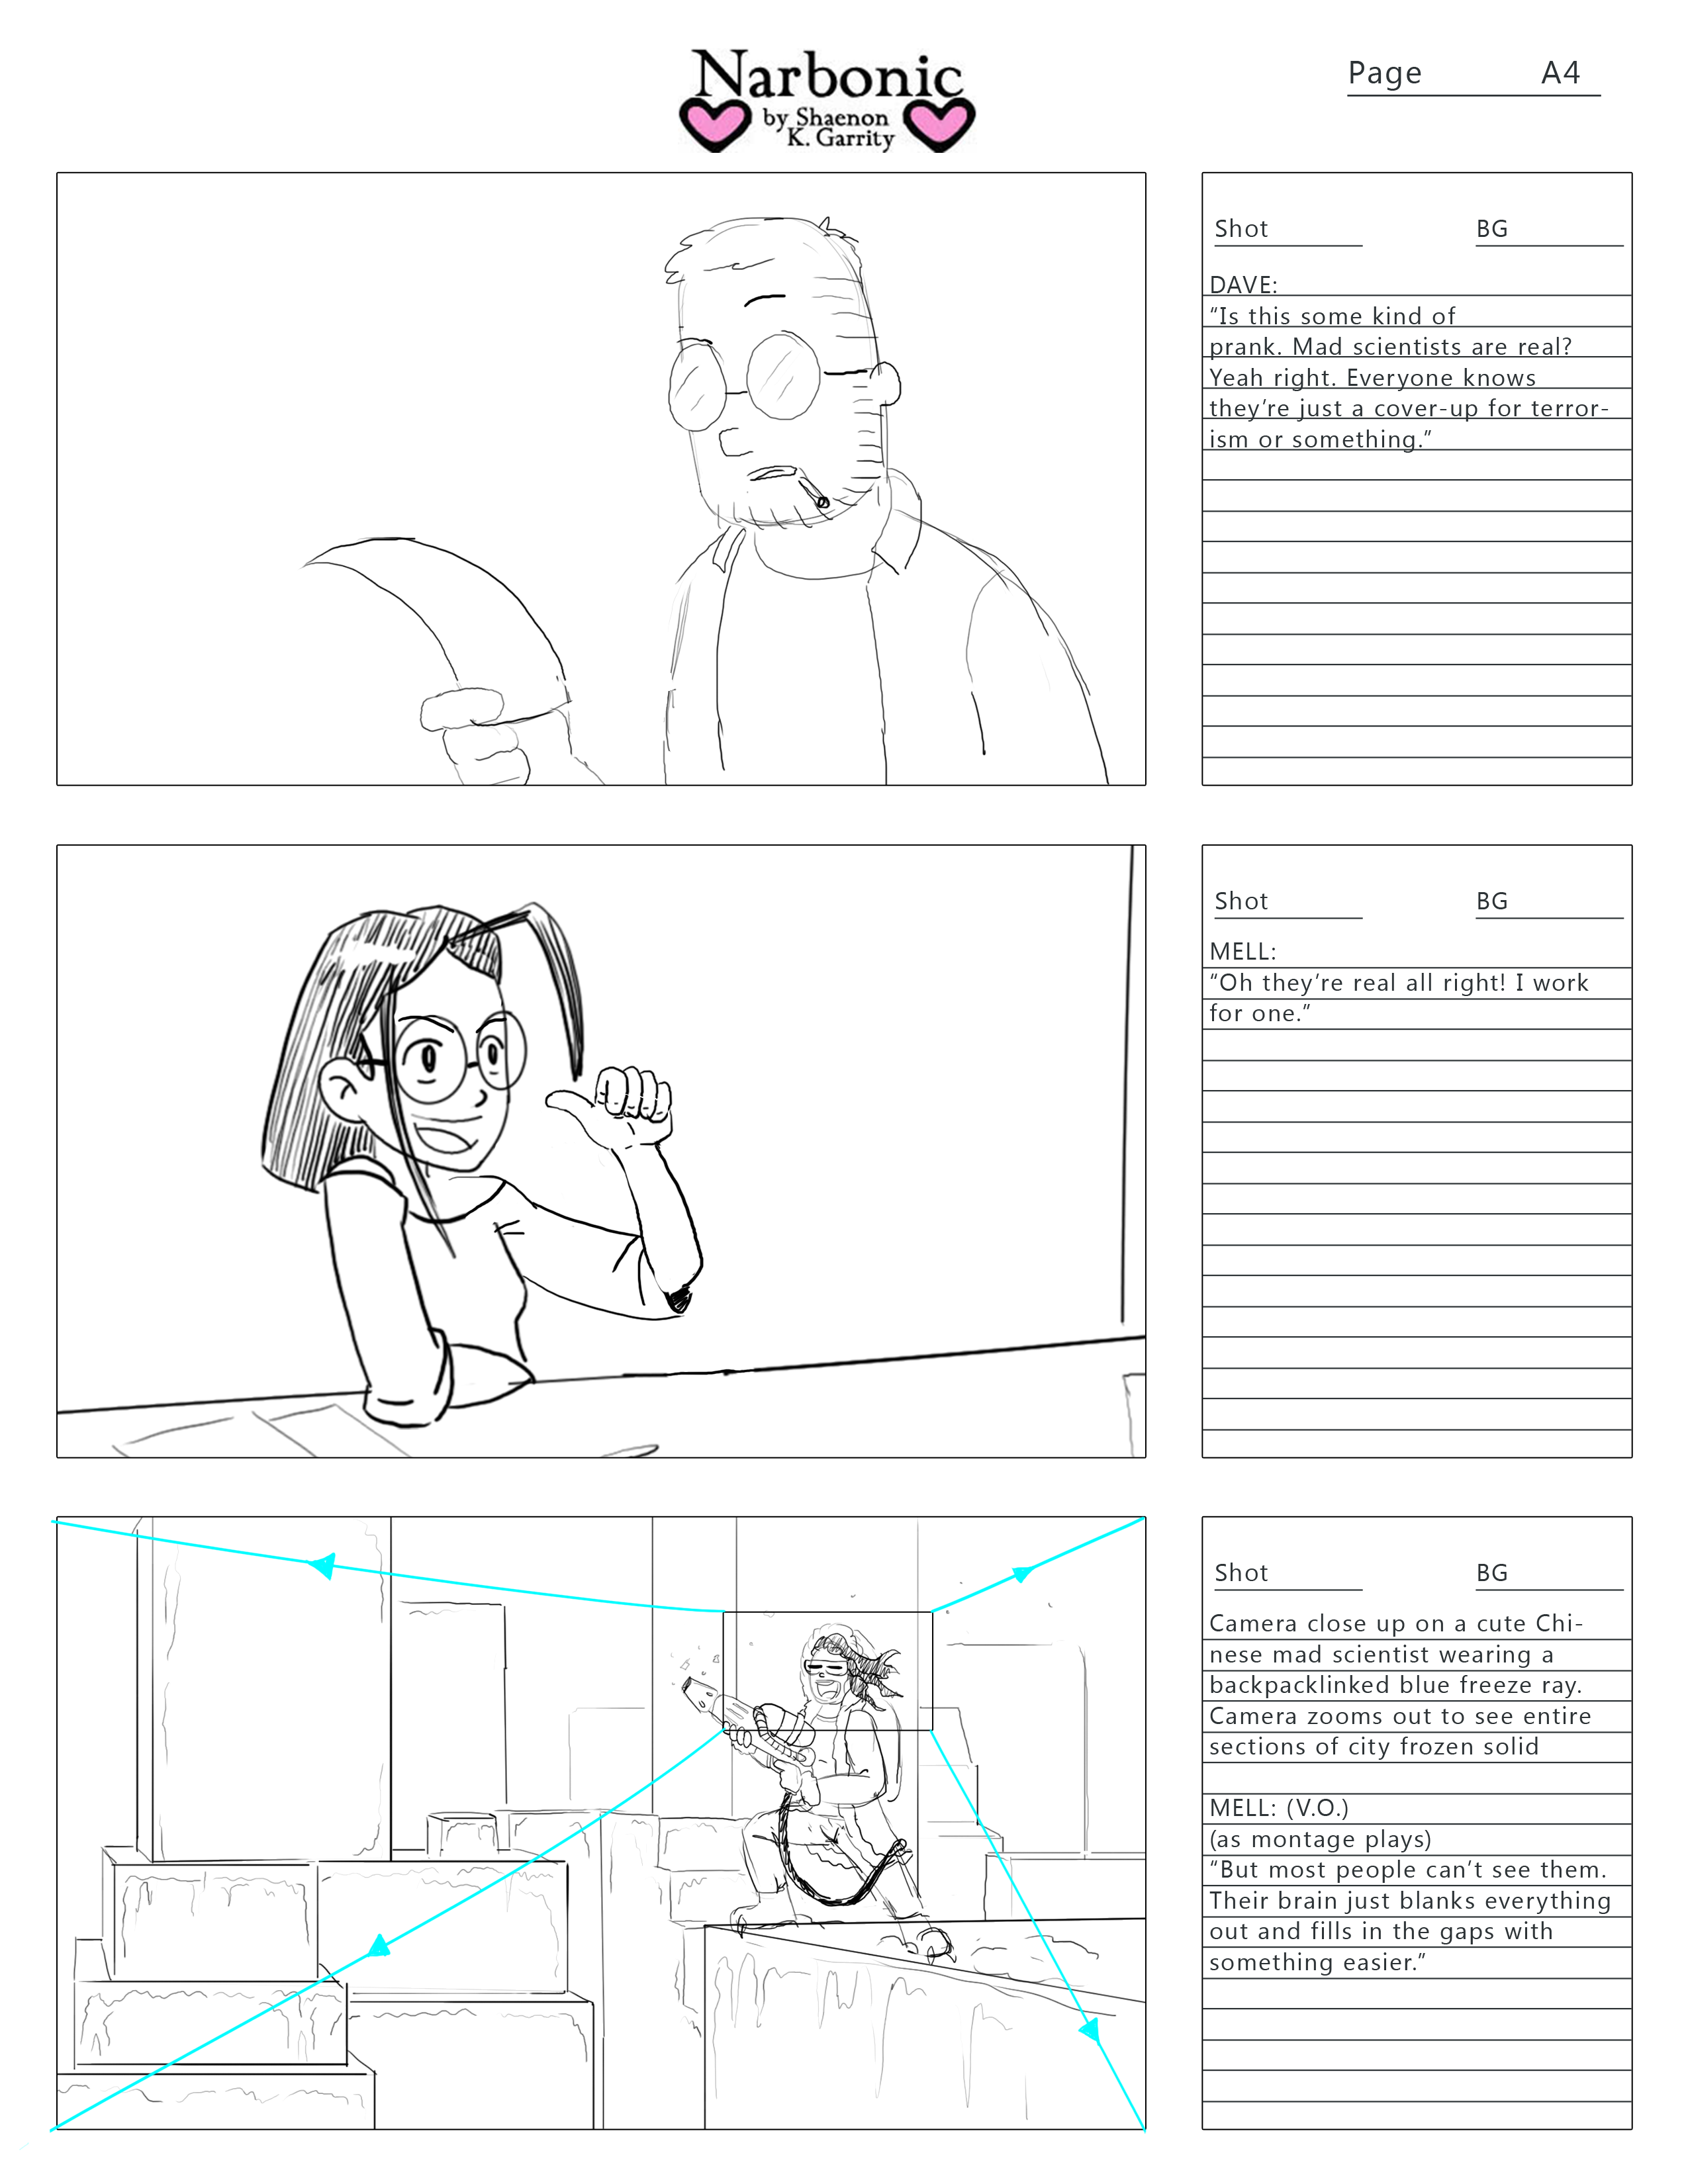 Narbonic
by Shaenon
K. Garrity
Page A4
Shot BG
DAVE:
“Is this some kind of
prank. Mad scientists are real?
Yeah right. Everyone knows
they’re just a cover-up for terror-
ism or something.”
Shot BG
MELL:
“Oh they’re real all right! I work
for one.”
Shot BG
Camera close up on a cute Chi-
nese mad scientist wearing a
backpacklinked blue freeze ray.
Camera zooms out to see entire
sections of city frozen solid
MELL: (V.O.)
(as montage plays)
“But most people can’t see them.
Their brain just blanks everything
out and fills in the gaps with
something easier.”